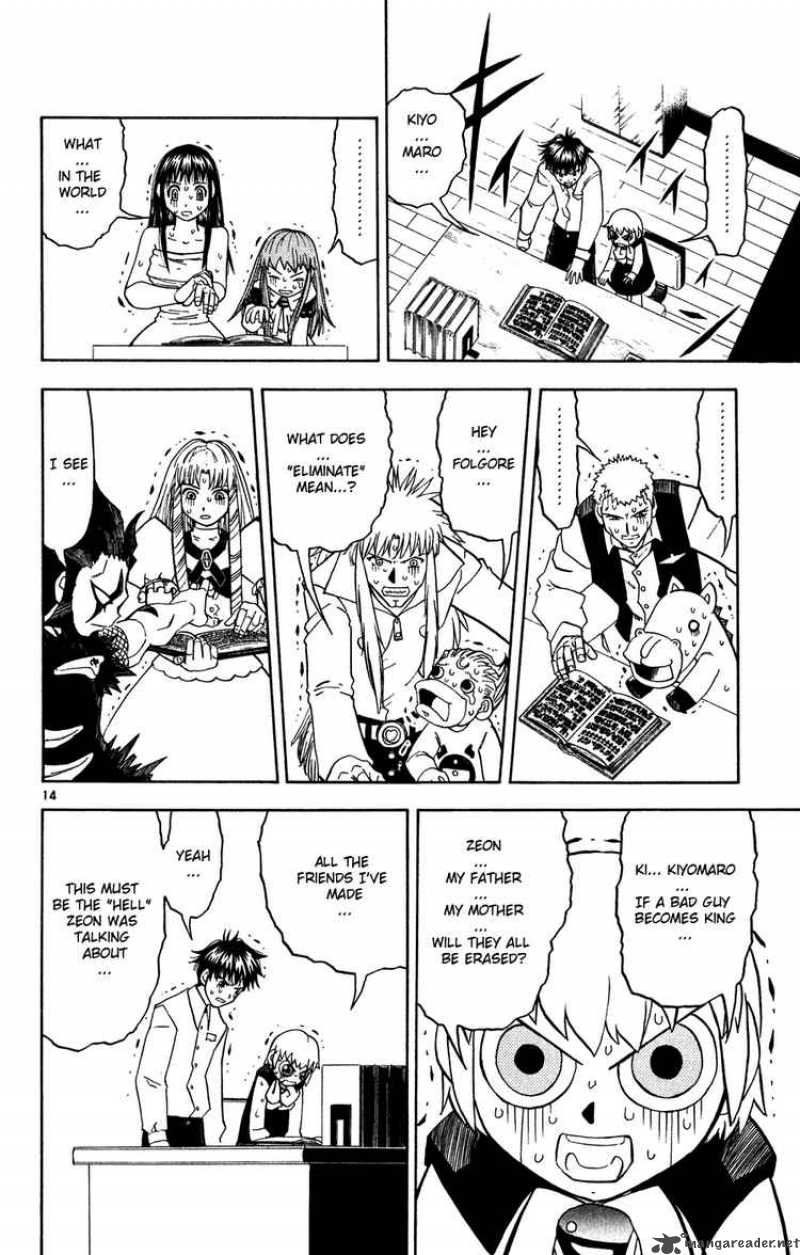 KIYO
...
MARO
.........
WHAT
...
IN THE
WORLD
...
.........
.........
.........
HEY
...
FOLGORE
...
WHAT DOES
...
"ELIMINATE"
MEAN...?
I SEE
...
14
KI... KIYOMARO
...
IF A BAD GUY
BECOMES KING
...
ZEON
...
MY FATHER
...
MY MOTHER
...
WILL THEY ALL
BE ERASED?
ALL THE
FRIENDS I'VE
MADE
...
YEAH
...
THIS MUST
BE THE "HELL"
ZEON WAS
TALKING
ABOUT
...
mangareader.net